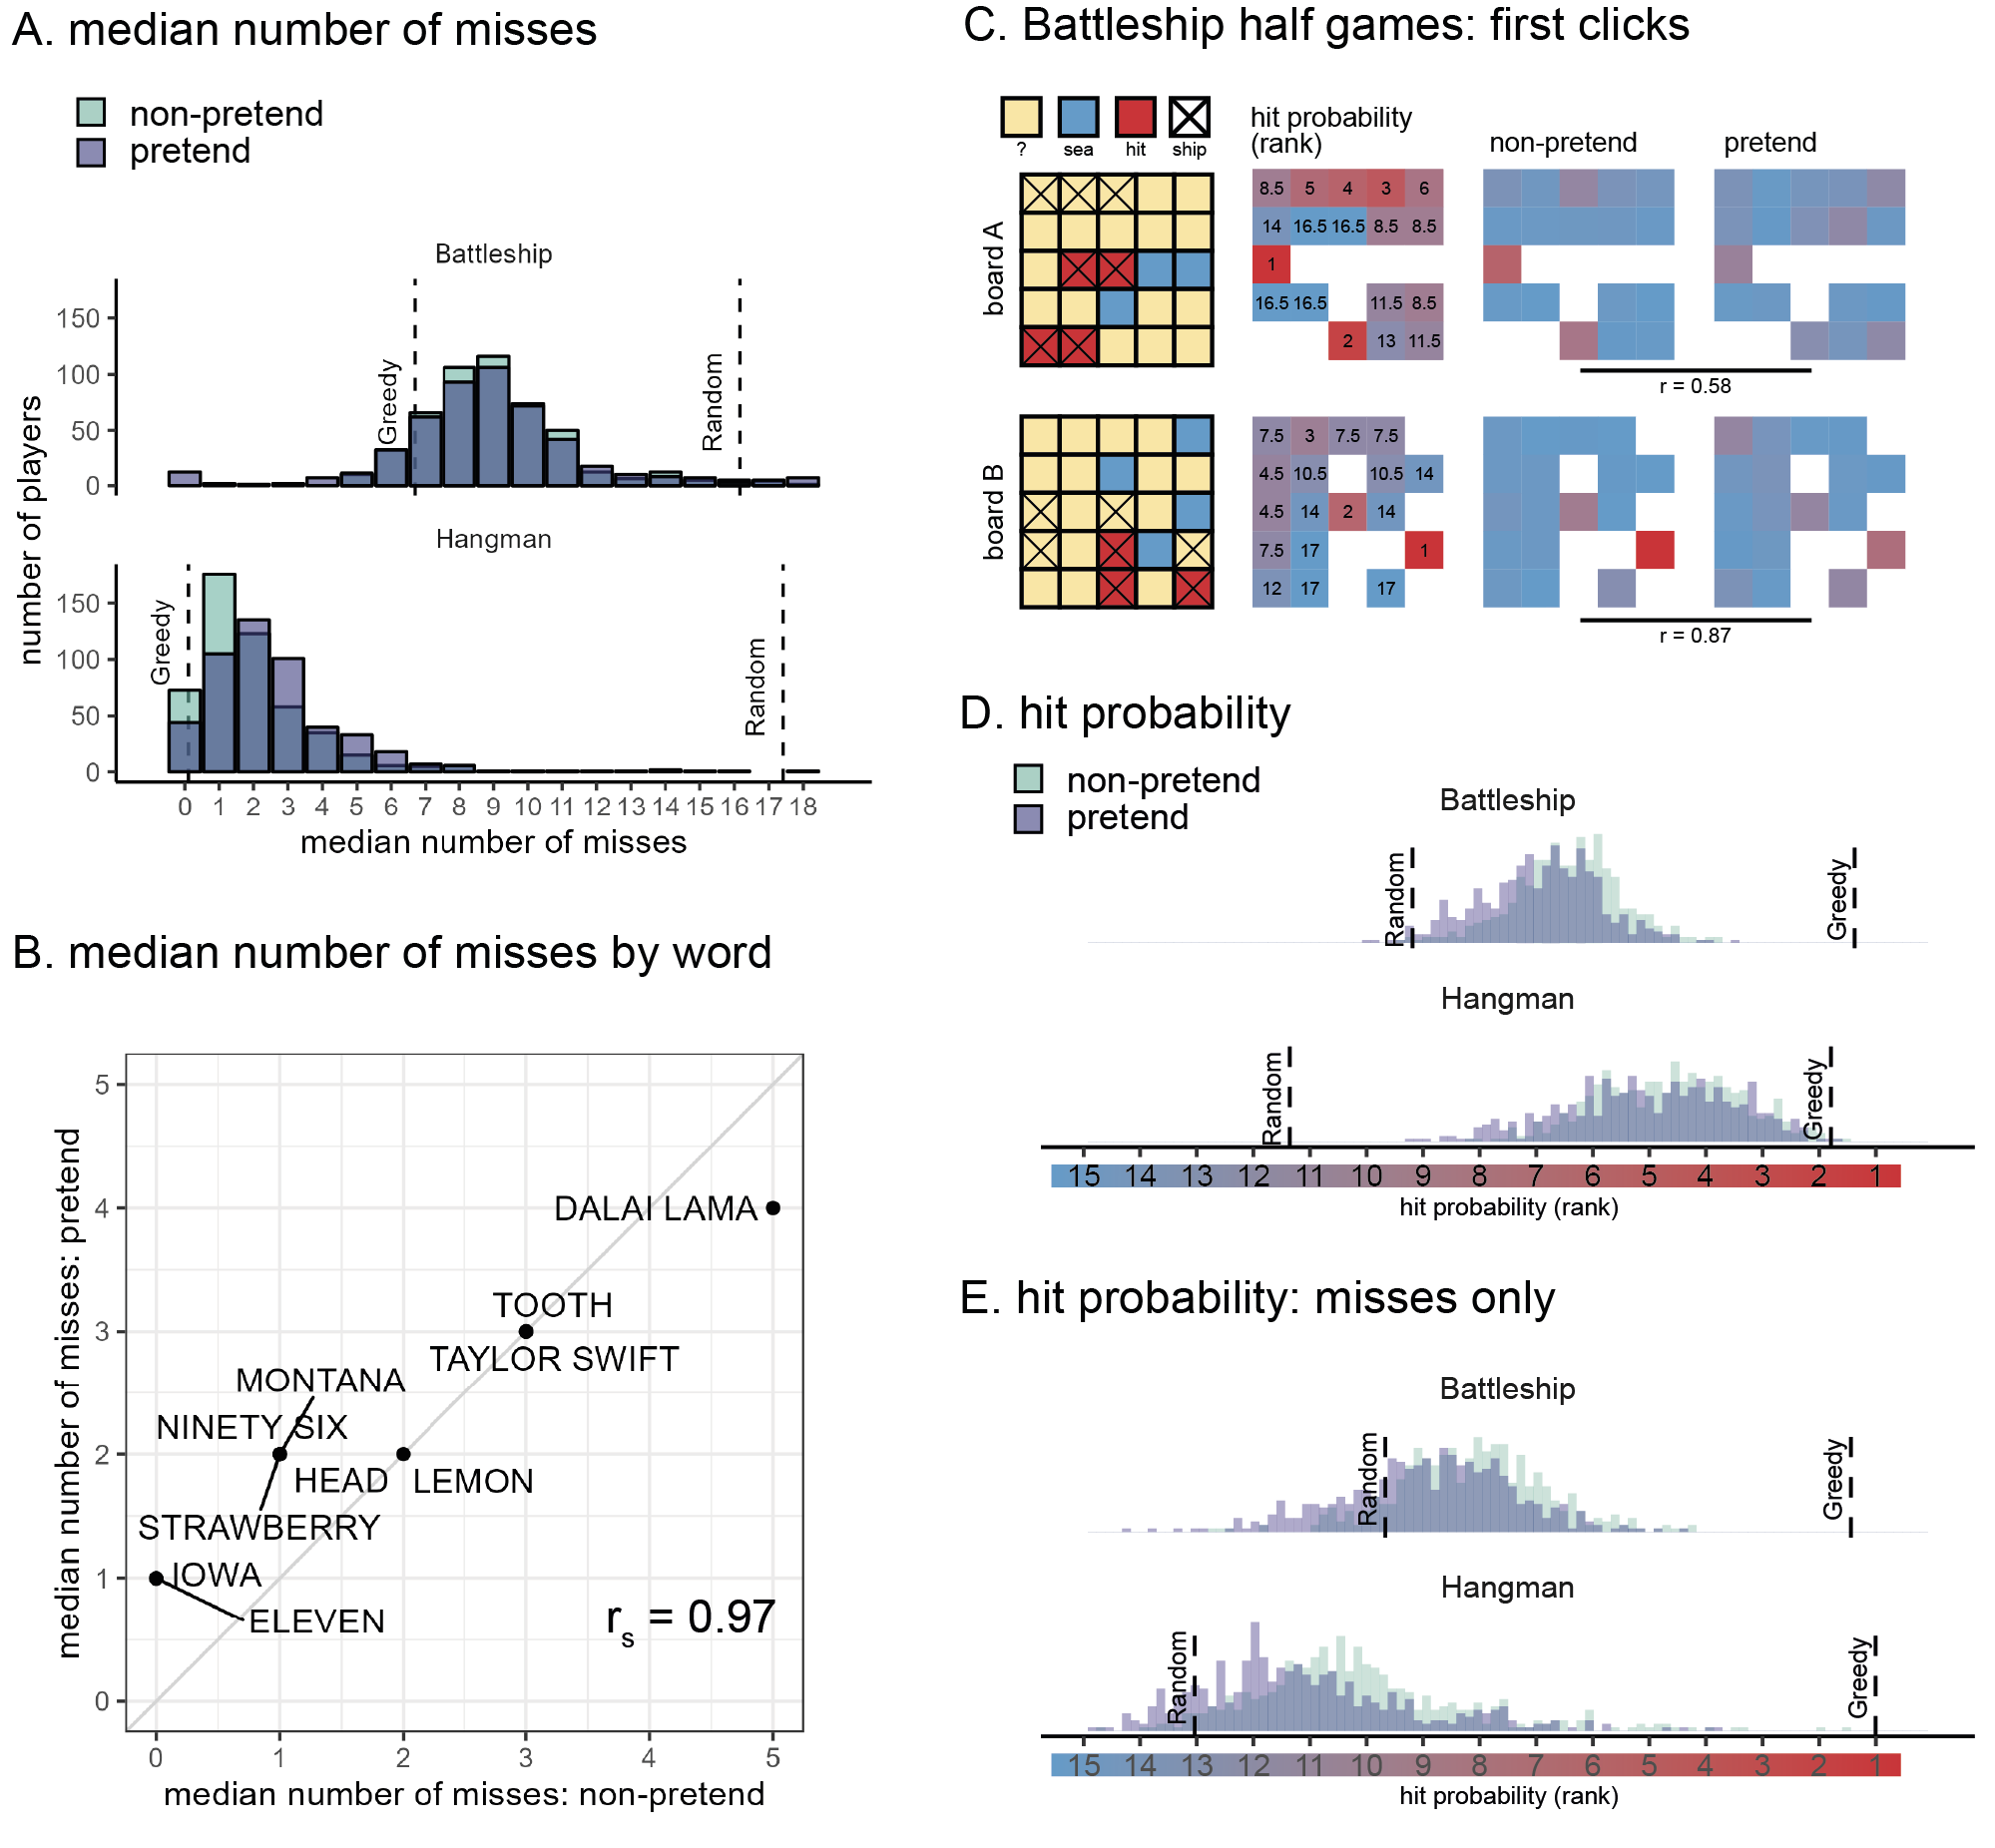 A. median number of misses
non-pretend
pretend
Battleship
150
100
50
0
Greedy
Random
Hangman
150
100
50
0
Greedy
Random
number of players
0 1 2 3 4 5 6 7 8 9 10 11 12 13 14 15 16 17 18
median number of misses
B. median number of misses by word
5
4
3
2
1
0
median number of misses: pretend
DALAI LAMA
TOOTH
TAYLOR SWIFT
MONTANA
NINETY SIX
HEAD LEMON
STRAWBERRY
IOWA
ELEVEN
rs = 0.97
0 1 2 3 4 5
median number of misses: non-pretend
C. Battleship half games: first clicks
? sea hit ship
hit probability
(rank)
non-pretend
pretend
board A
8.5 5 4 3 6
14 16.5 16.5 8.5 8.5
1
16.5 16.5 11.5 8.5
2 13 11.5
r = 0.58
board B
7.5 3 7.5 7.5
4.5 10.5 10.5 14
4.5 14 2 14
7.5 17 1
12 17 17
r = 0.87
D. hit probability
non-pretend
pretend
Battleship
Random
Greedy
Hangman
Random
Greedy
15 14 13 12 11 10 9 8 7 6 5 4 3 2 1
hit probability (rank)
E. hit probability: misses only
Battleship
Random
Greedy
Hangman
Random
Greedy
15 14 13 12 11 10 9 8 7 6 5 4 3 2 1
hit probability (rank)